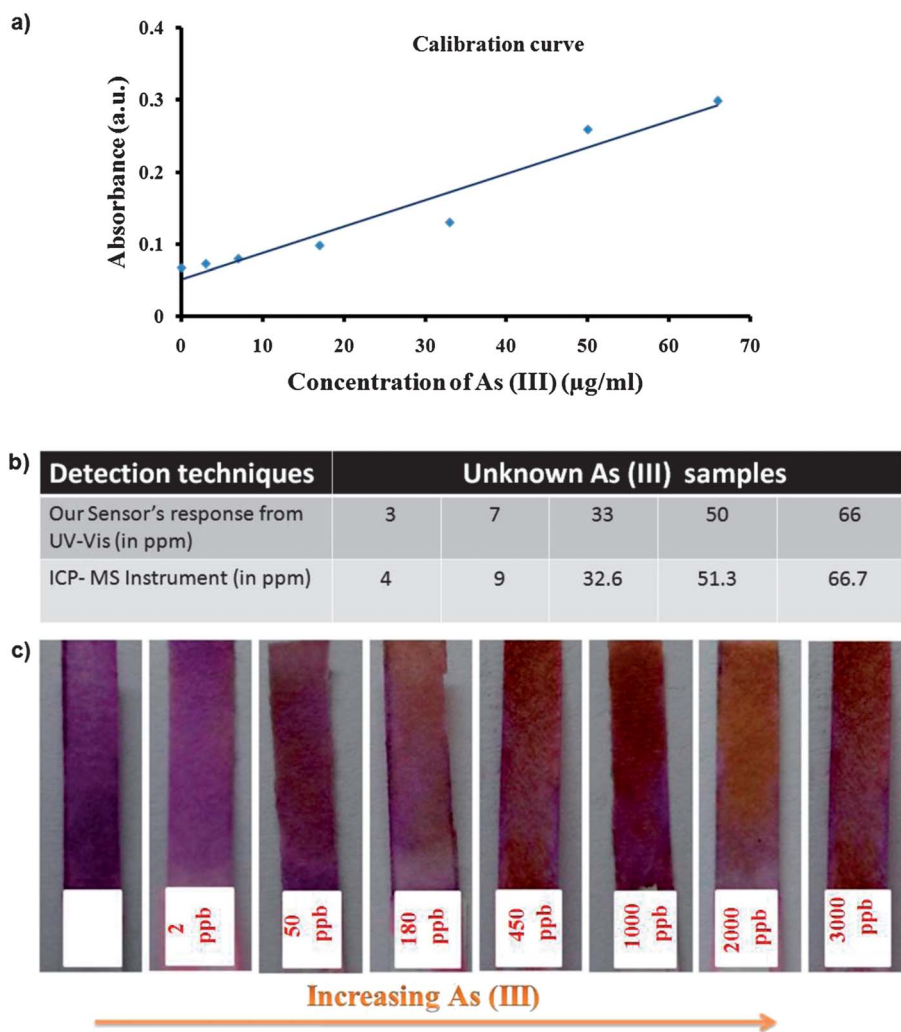 a)
Calibration curve
0.4
0.3
0.2
0.1
0
Absorbance (a.u.)
0 10 20 30 40 50 60 70
Concentration of As (III) (µg/ml)
b)
Detection techniques Unknown As (III) samples
Our Sensor's response from
UV-Vis (in ppm) 3 7 33 50 66
ICP- MS Instrument (in ppm) 4 9 32.6 51.3 66.7
c)
2
ppb
50
ppb
180
ppb
450
ppb
1000
ppb
2000
ppb
3000
ppb
Increasing As (III)